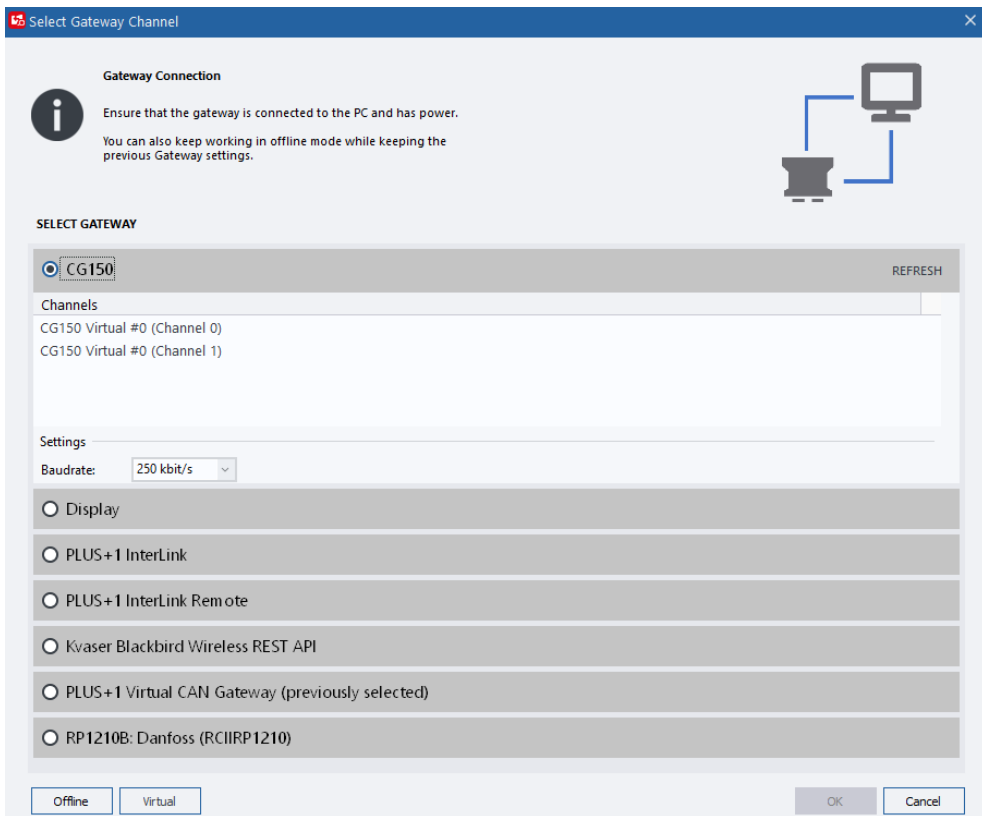 Select Gateway Channel
Gateway Connection
Ensure that the gateway is connected to the PC and has power.
You can also keep working in offline mode while keeping the
previous Gateway settings.
SELECT GATEWAY
CG150
REFRESH
Channels
CG150 Virtual #0 (Channel 0)
CG150 Virtual #0 (Channel 1)
Settings
Baudrate: 250 kbit/s
Display
PLUS+1 InterLink
PLUS+1 InterLink Remote
Kvaser Blackbird Wireless REST API
PLUS+1 Virtual CAN Gateway (previously selected)
RP1210B: Danfoss (RCIIRP1210)
Offline Virtual OK Cancel